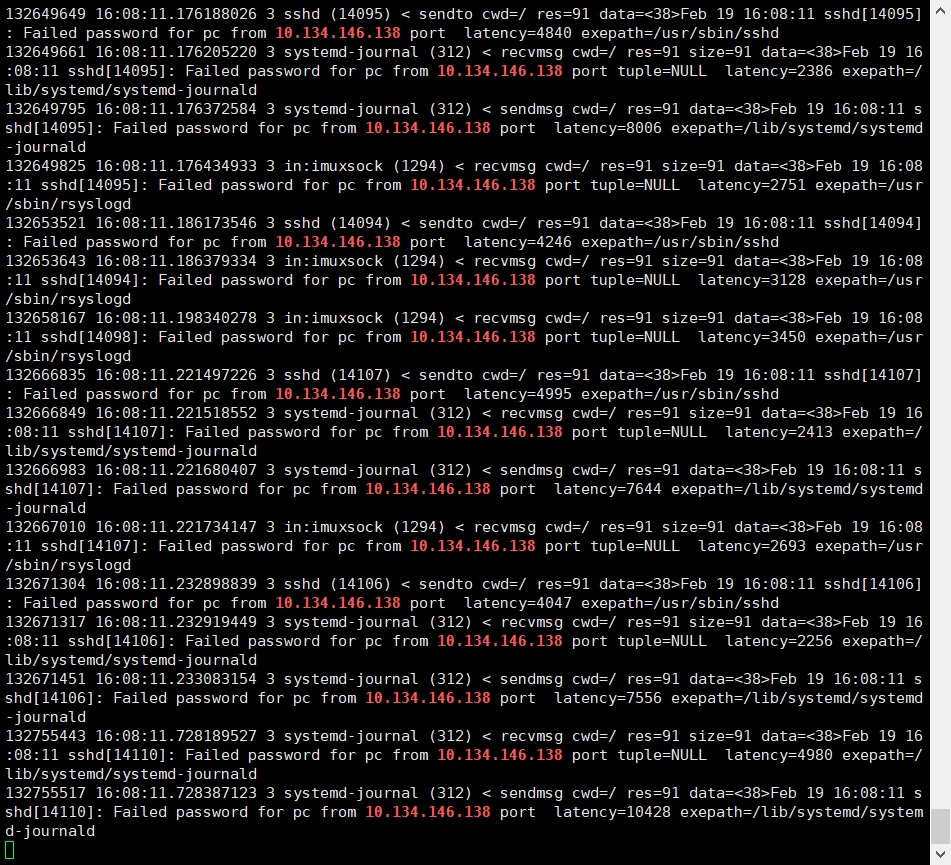 132649649 16:08:11.176188026 3 sshd (14095) < sendto cwd=/ res=91 data=<38>Feb 19 16:08:11 sshd[14095]
: Failed password for pc from 10.134.146.138 port  latency=4840 exepath=/usr/sbin/sshd
132649661 16:08:11.176205220 3 systemd-journal (312) < recvmsg cwd=/ res=91 size=91 data=<38>Feb 19 16
:08:11 sshd[14095]: Failed password for pc from 10.134.146.138 port tuple=NULL  latency=2386 exepath=/
lib/systemd/systemd-journald
132649795 16:08:11.176372584 3 systemd-journal (312) < sendmsg cwd=/ res=91 data=<38>Feb 19 16:08:11 s
shd[14095]: Failed password for pc from 10.134.146.138 port  latency=8006 exepath=/lib/systemd/systemd
-journald
132649825 16:08:11.176434933 3 in:imuxsock (1294) < recvmsg cwd=/ res=91 size=91 data=<38>Feb 19 16:08
:11 sshd[14095]: Failed password for pc from 10.134.146.138 port tuple=NULL  latency=2751 exepath=/usr
/sbin/rsyslogd
132653521 16:08:11.186173546 3 sshd (14094) < sendto cwd=/ res=91 data=<38>Feb 19 16:08:11 sshd[14094]
: Failed password for pc from 10.134.146.138 port  latency=4246 exepath=/usr/sbin/sshd
132653643 16:08:11.186379334 3 in:imuxsock (1294) < recvmsg cwd=/ res=91 size=91 data=<38>Feb 19 16:08
:11 sshd[14094]: Failed password for pc from 10.134.146.138 port tuple=NULL  latency=3128 exepath=/usr
/sbin/rsyslogd
132658167 16:08:11.198340278 3 in:imuxsock (1294) < recvmsg cwd=/ res=91 size=91 data=<38>Feb 19 16:08
:11 sshd[14098]: Failed password for pc from 10.134.146.138 port tuple=NULL  latency=3450 exepath=/usr
/sbin/rsyslogd
132666835 16:08:11.221497226 3 sshd (14107) < sendto cwd=/ res=91 data=<38>Feb 19 16:08:11 sshd[14107]
: Failed password for pc from 10.134.146.138 port  latency=4995 exepath=/usr/sbin/sshd
132666849 16:08:11.221518552 3 systemd-journal (312) < recvmsg cwd=/ res=91 size=91 data=<38>Feb 19 16
:08:11 sshd[14107]: Failed password for pc from 10.134.146.138 port tuple=NULL  latency=2413 exepath=/
lib/systemd/systemd-journald
132666983 16:08:11.221680407 3 systemd-journal (312) < sendmsg cwd=/ res=91 data=<38>Feb 19 16:08:11 s
shd[14107]: Failed password for pc from 10.134.146.138 port  latency=7644 exepath=/lib/systemd/systemd
-journald
132667010 16:08:11.221734147 3 in:imuxsock (1294) < recvmsg cwd=/ res=91 size=91 data=<38>Feb 19 16:08
:11 sshd[14107]: Failed password for pc from 10.134.146.138 port tuple=NULL  latency=2693 exepath=/usr
/sbin/rsyslogd
132671304 16:08:11.232898839 3 sshd (14106) < sendto cwd=/ res=91 data=<38>Feb 19 16:08:11 sshd[14106]
: Failed password for pc from 10.134.146.138 port  latency=4047 exepath=/usr/sbin/sshd
132671317 16:08:11.232919449 3 systemd-journal (312) < recvmsg cwd=/ res=91 size=91 data=<38>Feb 19 16
:08:11 sshd[14106]: Failed password for pc from 10.134.146.138 port tuple=NULL  latency=2256 exepath=/
lib/systemd/systemd-journald
132671451 16:08:11.233083154 3 systemd-journal (312) < sendmsg cwd=/ res=91 data=<38>Feb 19 16:08:11 s
shd[14106]: Failed password for pc from 10.134.146.138 port  latency=7556 exepath=/lib/systemd/systemd
-journald
132755443 16:08:11.728189527 3 systemd-journal (312) < recvmsg cwd=/ res=91 size=91 data=<38>Feb 19 16
:08:11 sshd[14110]: Failed password for pc from 10.134.146.138 port tuple=NULL  latency=4980 exepath=/
lib/systemd/systemd-journald
132755517 16:08:11.728387123 3 systemd-journal (312) < sendmsg cwd=/ res=91 data=<38>Feb 19 16:08:11 s
shd[14110]: Failed password for pc from 10.134.146.138 port  latency=10428 exepath=/lib/systemd/system
d-journald